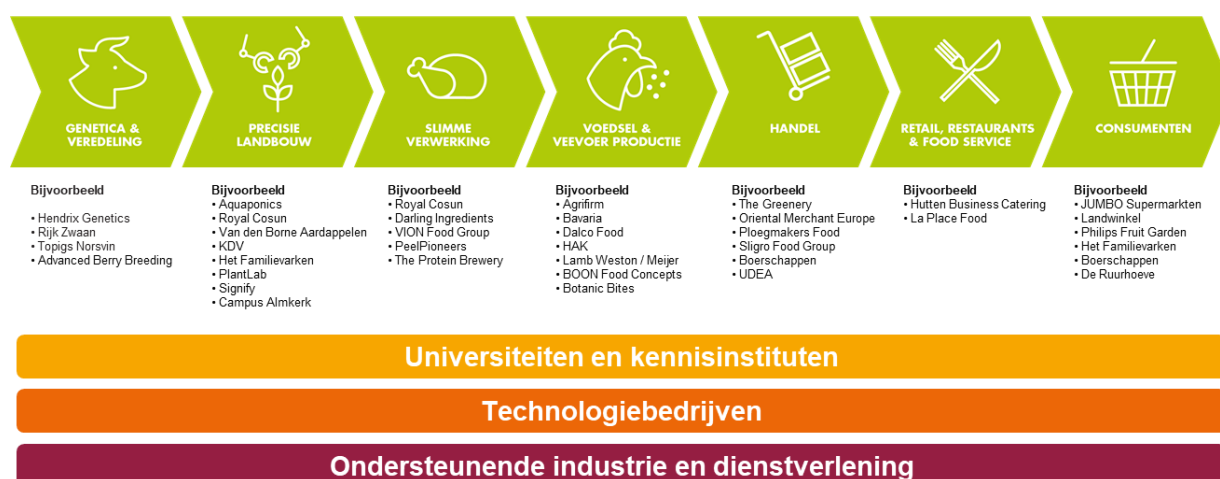 GENETICA &
VEREDELING
PRECISIE
LANDBOUW
SLIMME
VERWERKING
VOEDSEL &
VEEVOER PRODUCTIE
HANDEL
RETAIL, RESTAURANTS
& FOOD SERVICE
CONSUMENTEN
Bijvoorbeeld
• Hendrix Genetics
• Rijk Zwaan
• Topigs Norsvin
• Advanced Berry Breeding
Bijvoorbeeld
• Aquaponics
• Royal Cosun
• Van den Borne Aardappelen
• KDV
• Het Familievarken
• PlantLab
• Signify
• Campus Almkerk
Bijvoorbeeld
• Royal Cosun
• Darling Ingredients
• VION Food Group
• PeelPioneers
• The Protein Brewery
Bijvoorbeeld
• Agrifirm
• Bavaria
• Dalco Food
• HAK
• Lamb Weston / Meijer
• BOON Food Concepts
• Botanic Bites
Bijvoorbeeld
• The Greenery
• Oriental Merchant Europe
• Ploegmakers Food
• Sligro Food Group
• Boerschappen
• UDEA
Bijvoorbeeld
• Hutten Business Catering
• La Place Food
Bijvoorbeeld
• JUMBO Supermarkten
• Landwinkel
• Philips Fruit Garden
• Het Familievarken
• Boerschappen
• De Ruurhoeve
Universiteiten en kennisinstituten
Technologiebedrijven
Ondersteunende industrie en dienstverlening